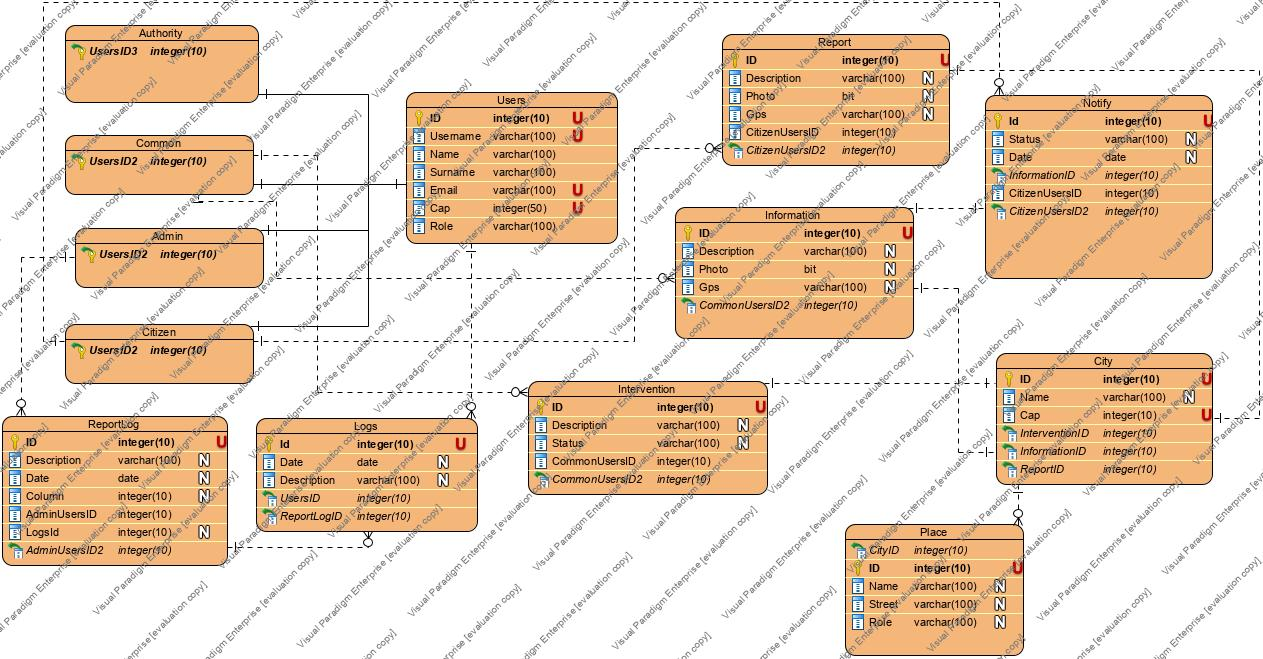 Authority
UsersID3 integer(10)
Common
UsersID2 integer(10)
Admin
UsersID2 integer(10)
Citizen
UsersID2 integer(10)
Users
ID integer(10) U
Username varchar(100) U
Name varchar(100)
Surname varchar(100)
Email varchar(100) U
Cap integer(50) U
Role varchar(100)
Report
ID integer(10) U
Description varchar(100) N
Photo bit N
Gps varchar(100) N
CitizenUsersID integer(10)
CitizenUsersID2 integer(10)
Notify
Id integer(10) U
Status varchar(100) N
Date date N
InformationID integer(10)
CitizenUsersID integer(10)
CitizenUsersID2 integer(10)
Information
ID integer(10) U
Description varchar(100) N
Photo bit N
Gps varchar(100) N
CommonUsersID2 integer(10)
City
ID integer(10) U
Name varchar(100) N
Cap integer(10) U
InterventionID integer(10)
InformationID integer(10)
ReportID integer(10)
Intervention
ID integer(10) U
Description varchar(100) N
Status varchar(100) N
CommonUsersID integer(10)
CommonUsersID2 integer(10)
ReportLog
ID integer(10) U
Description varchar(100) N
Date date N
Column integer(10) N
AdminUsersID integer(10)
LogsId integer(10) N
AdminUsersID2 integer(10)
Logs
Id integer(10) U
Date date N
Description varchar(100) N
UsersID integer(10)
ReportLogID integer(10)
Place
CityID integer(10)
ID integer(10) U
Name varchar(100) N
Street varchar(100) N
Role varchar(100) N
Visual Paradigm Enterprise [evaluation copy]